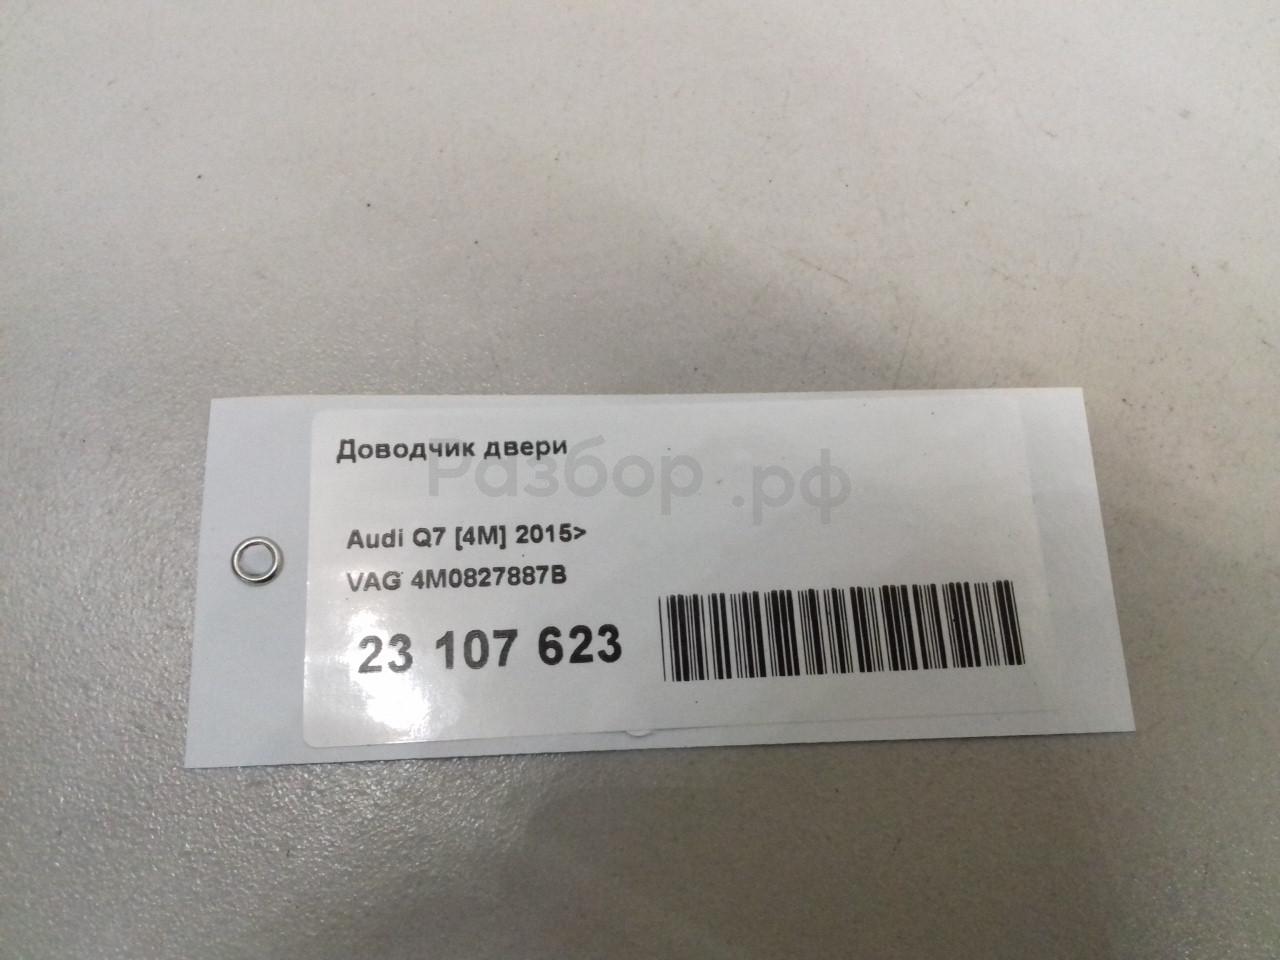 Доводчик двери
Разбор.рф
Audi Q7 [4M] 2015>
VAG 4M0827887B
23 107 623